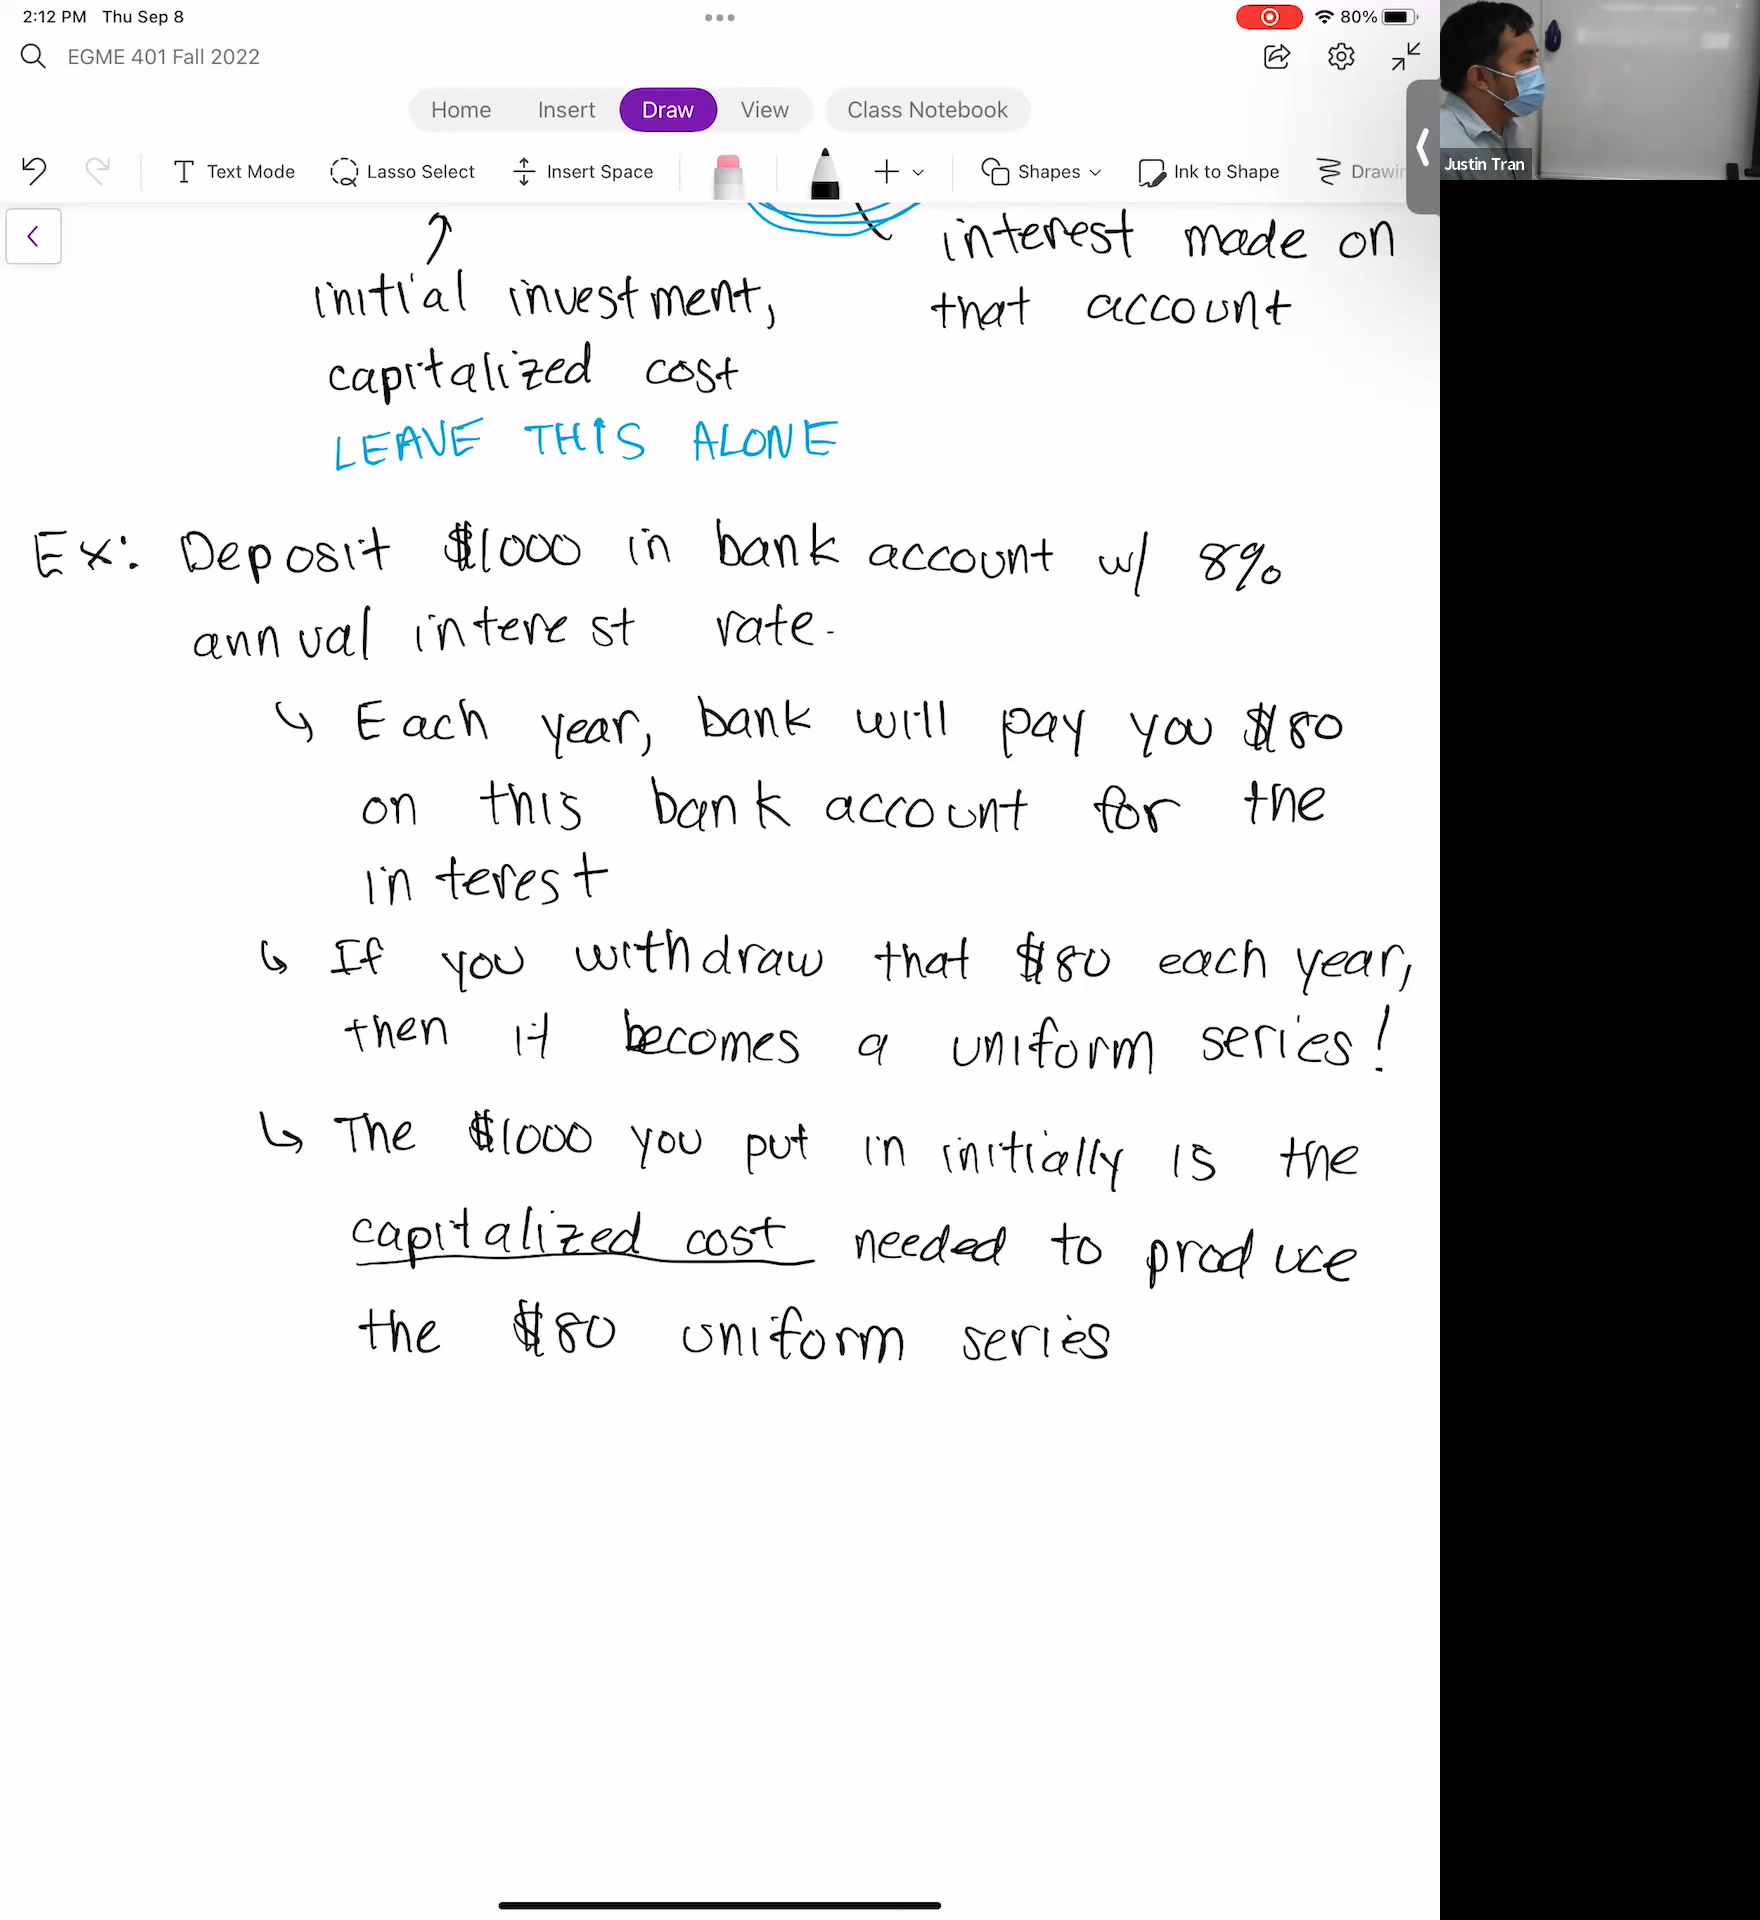 2:12 PM Thu Sep 8
80%
EGME 401 Fall 2022
Home Insert Draw View Class Notebook
Text Mode Lasso Select Insert Space Shapes Ink to Shape
Justin Tran
interest made on
that account
initial investment,
capitalized cost
LEAVE THIS ALONE
Ex: Deposit $1000 in bank account w/ 8%
annual interest rate.
Each year, bank will pay you $80
on this bank account for the
interest
If you withdraw that $80 each year,
then it becomes a uniform series!
The $1000 you put in initially is the
capitalized cost needed to produce
the $80 uniform series